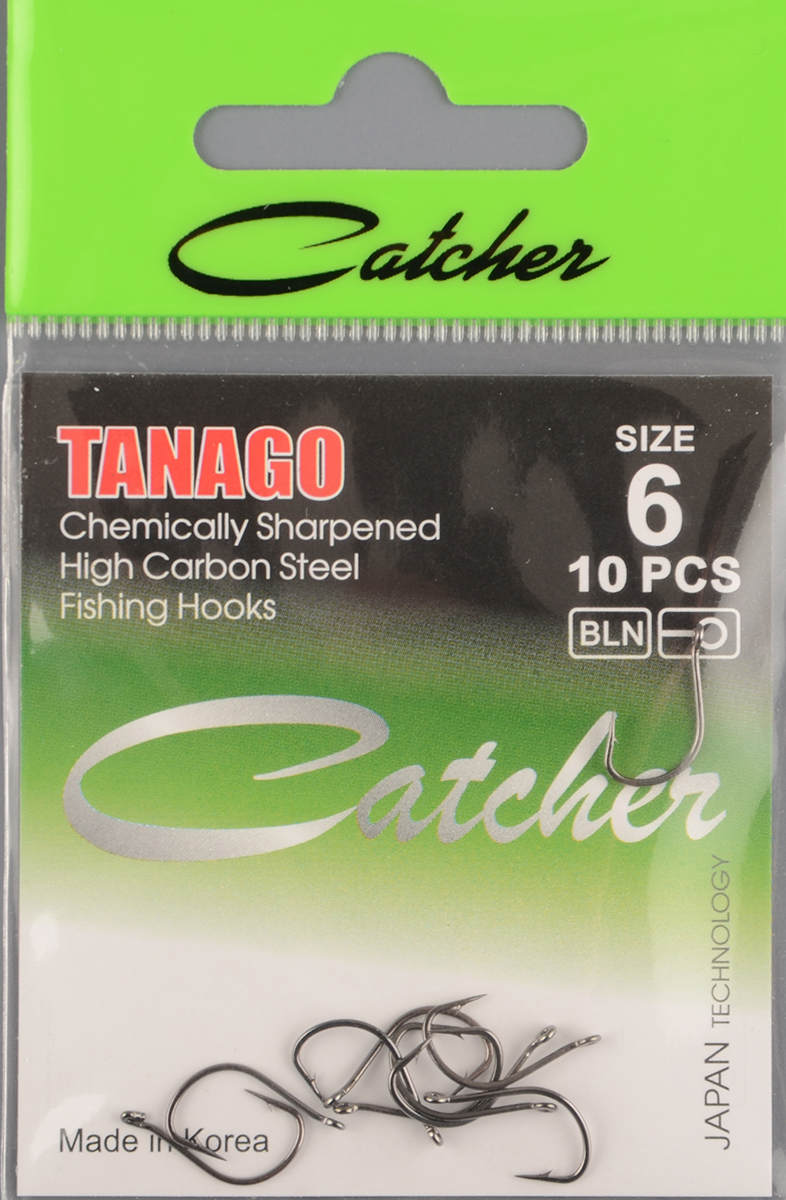 Catcher
TANAGO
Chemically Sharpened
High Carbon Steel
Fishing Hooks
SIZE
6
10 PCS
BLN
Catcher
JAPAN TECHNOLOGY
Made in Korea